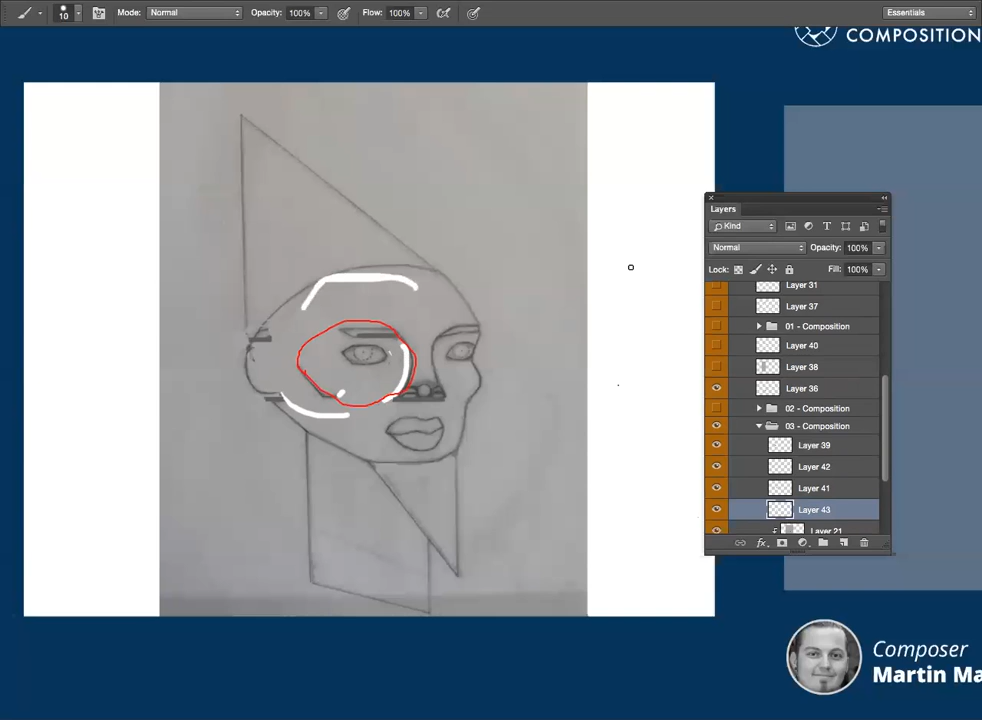 10
Mode: Normal
Opacity: 100%
Flow: 100%
Essentials
COMPOSITION
Layers
Kind
Normal
Opacity: 100%
Lock:
Fill: 100%
Layer 31
Layer 37
01 - Composition
Layer 40
Layer 38
Layer 36
02 - Composition
03 - Composition
Layer 39
Layer 42
Layer 41
Layer 43
Layer 21
fx
Composer
Martin Ma